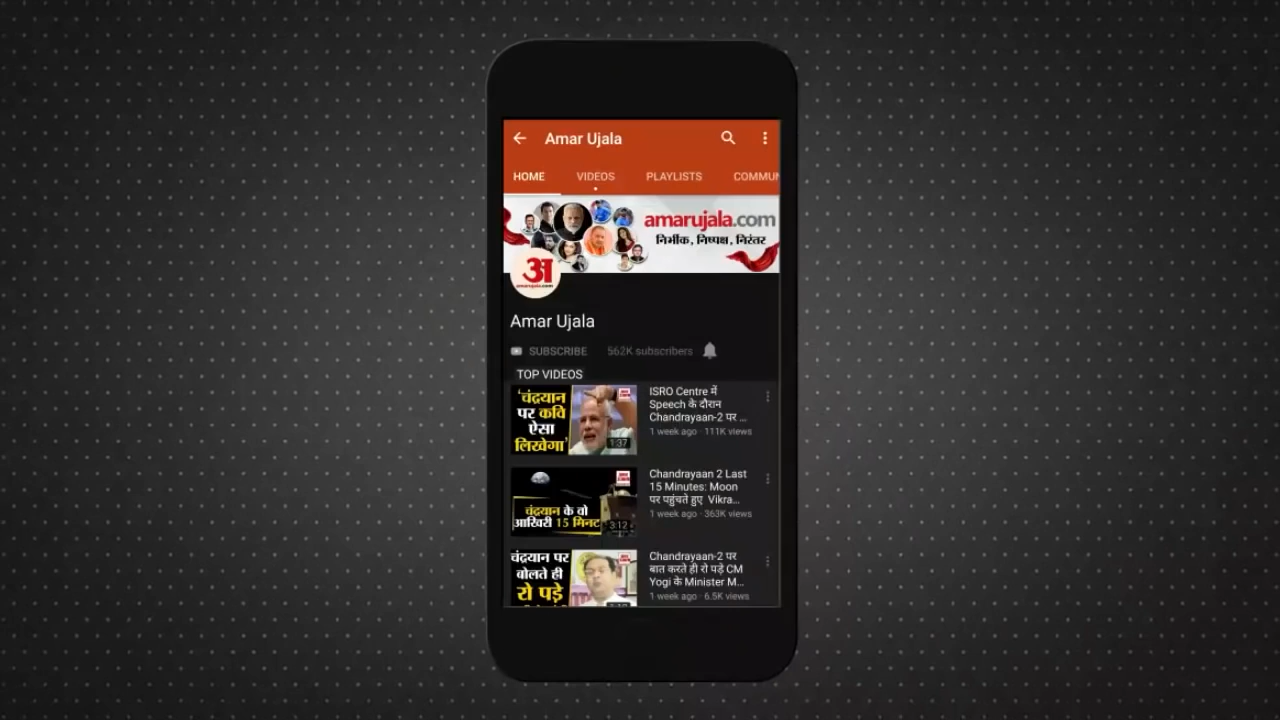 Amar Ujala
HOME VIDEOS PLAYLISTS COMMUN
amarujala.com
निर्भीक, निष्पक्ष, निरंतर
अ
amarujala.com
Amar Ujala
SUBSCRIBE 562K subscribers
TOP VIDEOS
'चंद्रयान
पर कवि
ऐसा
लिखेगा'
1:37
ISRO Centre में
Speech के दौरान
Chandrayaan-2 पर ...
1 week ago · 111K views
चंद्रयान के वो
आखिरी 15 मिनट
3:12
Chandrayaan 2 Last
15 Minutes: Moon
पर पहुंचते हुए Vikra...
1 week ago · 363K views
चंद्रयान पर
बोलते ही
रो पड़े
Chandrayaan-2 पर
बात करते ही रो पड़े CM
Yogi के Minister M...
1 week ago · 6.5K views